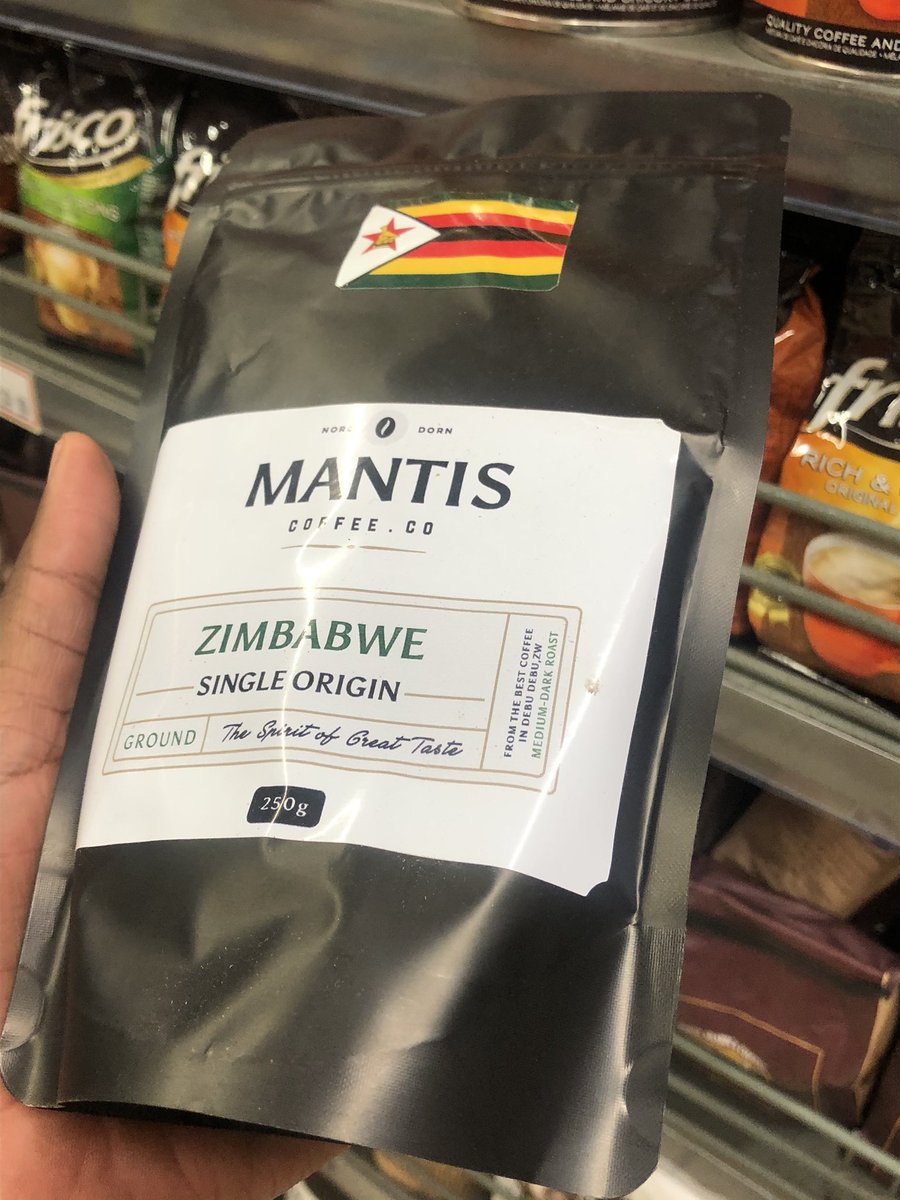 QUALITY COFFEE AND
frisco
MANTIS
COFFEE.CO
DORN
ZIMBABWE
SINGLE ORIGIN
GROUND
The Spirit of Great Taste
FROM THE BEST COFFEE
IN DEBU DEBU,ZW
MEDIUM-DARK ROAST
250g
RICH &
ORIGINAL